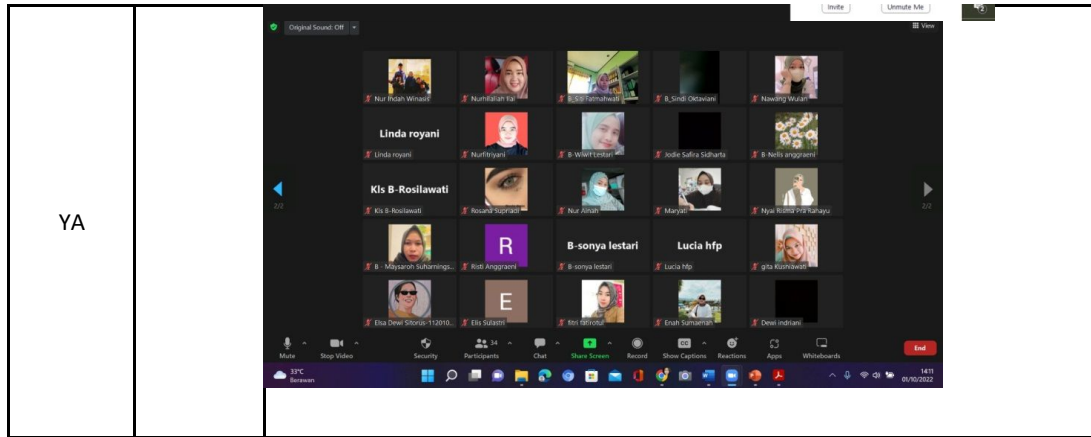 Invite
Unmute Me
2
Original Sound: Off
View
Nur Indah Winasis
Nurhifaliah Ilai
B_Siti Fatmahwati
B_Sindi Oktaviani
Nawang Wulan
Linda royani
Linda royani
Nurfitriyani
B-Wiwit Lestari
Jodie Safira Sidharta
B-Nelis anggraeni
Kls B-Rosilawati
2/2
Kls B-Rosilawati
Rosana Supriadi
Nur Ainah
Maryati
Nyai Risma Pra Rahayu
2/2
YA
R
B-sonya lestari
Lucia hfp
B - Maysaroh Suharnings...
Risti Anggraeni
B-sonya lestari
Lucia hfp
gita Kusniawati
E
Elsa Dewi Sitorus-112010...
Elis Sulastri
fitri fatirotul
Enah Sumaenah
Dewi indriani
34
CC
Mute
Stop Video
Security
Participants
Chat
Share Screen
Record
Show Captions
Reactions
Apps
Whiteboards
End
33°C
Berawan
14:11
01/10/2022